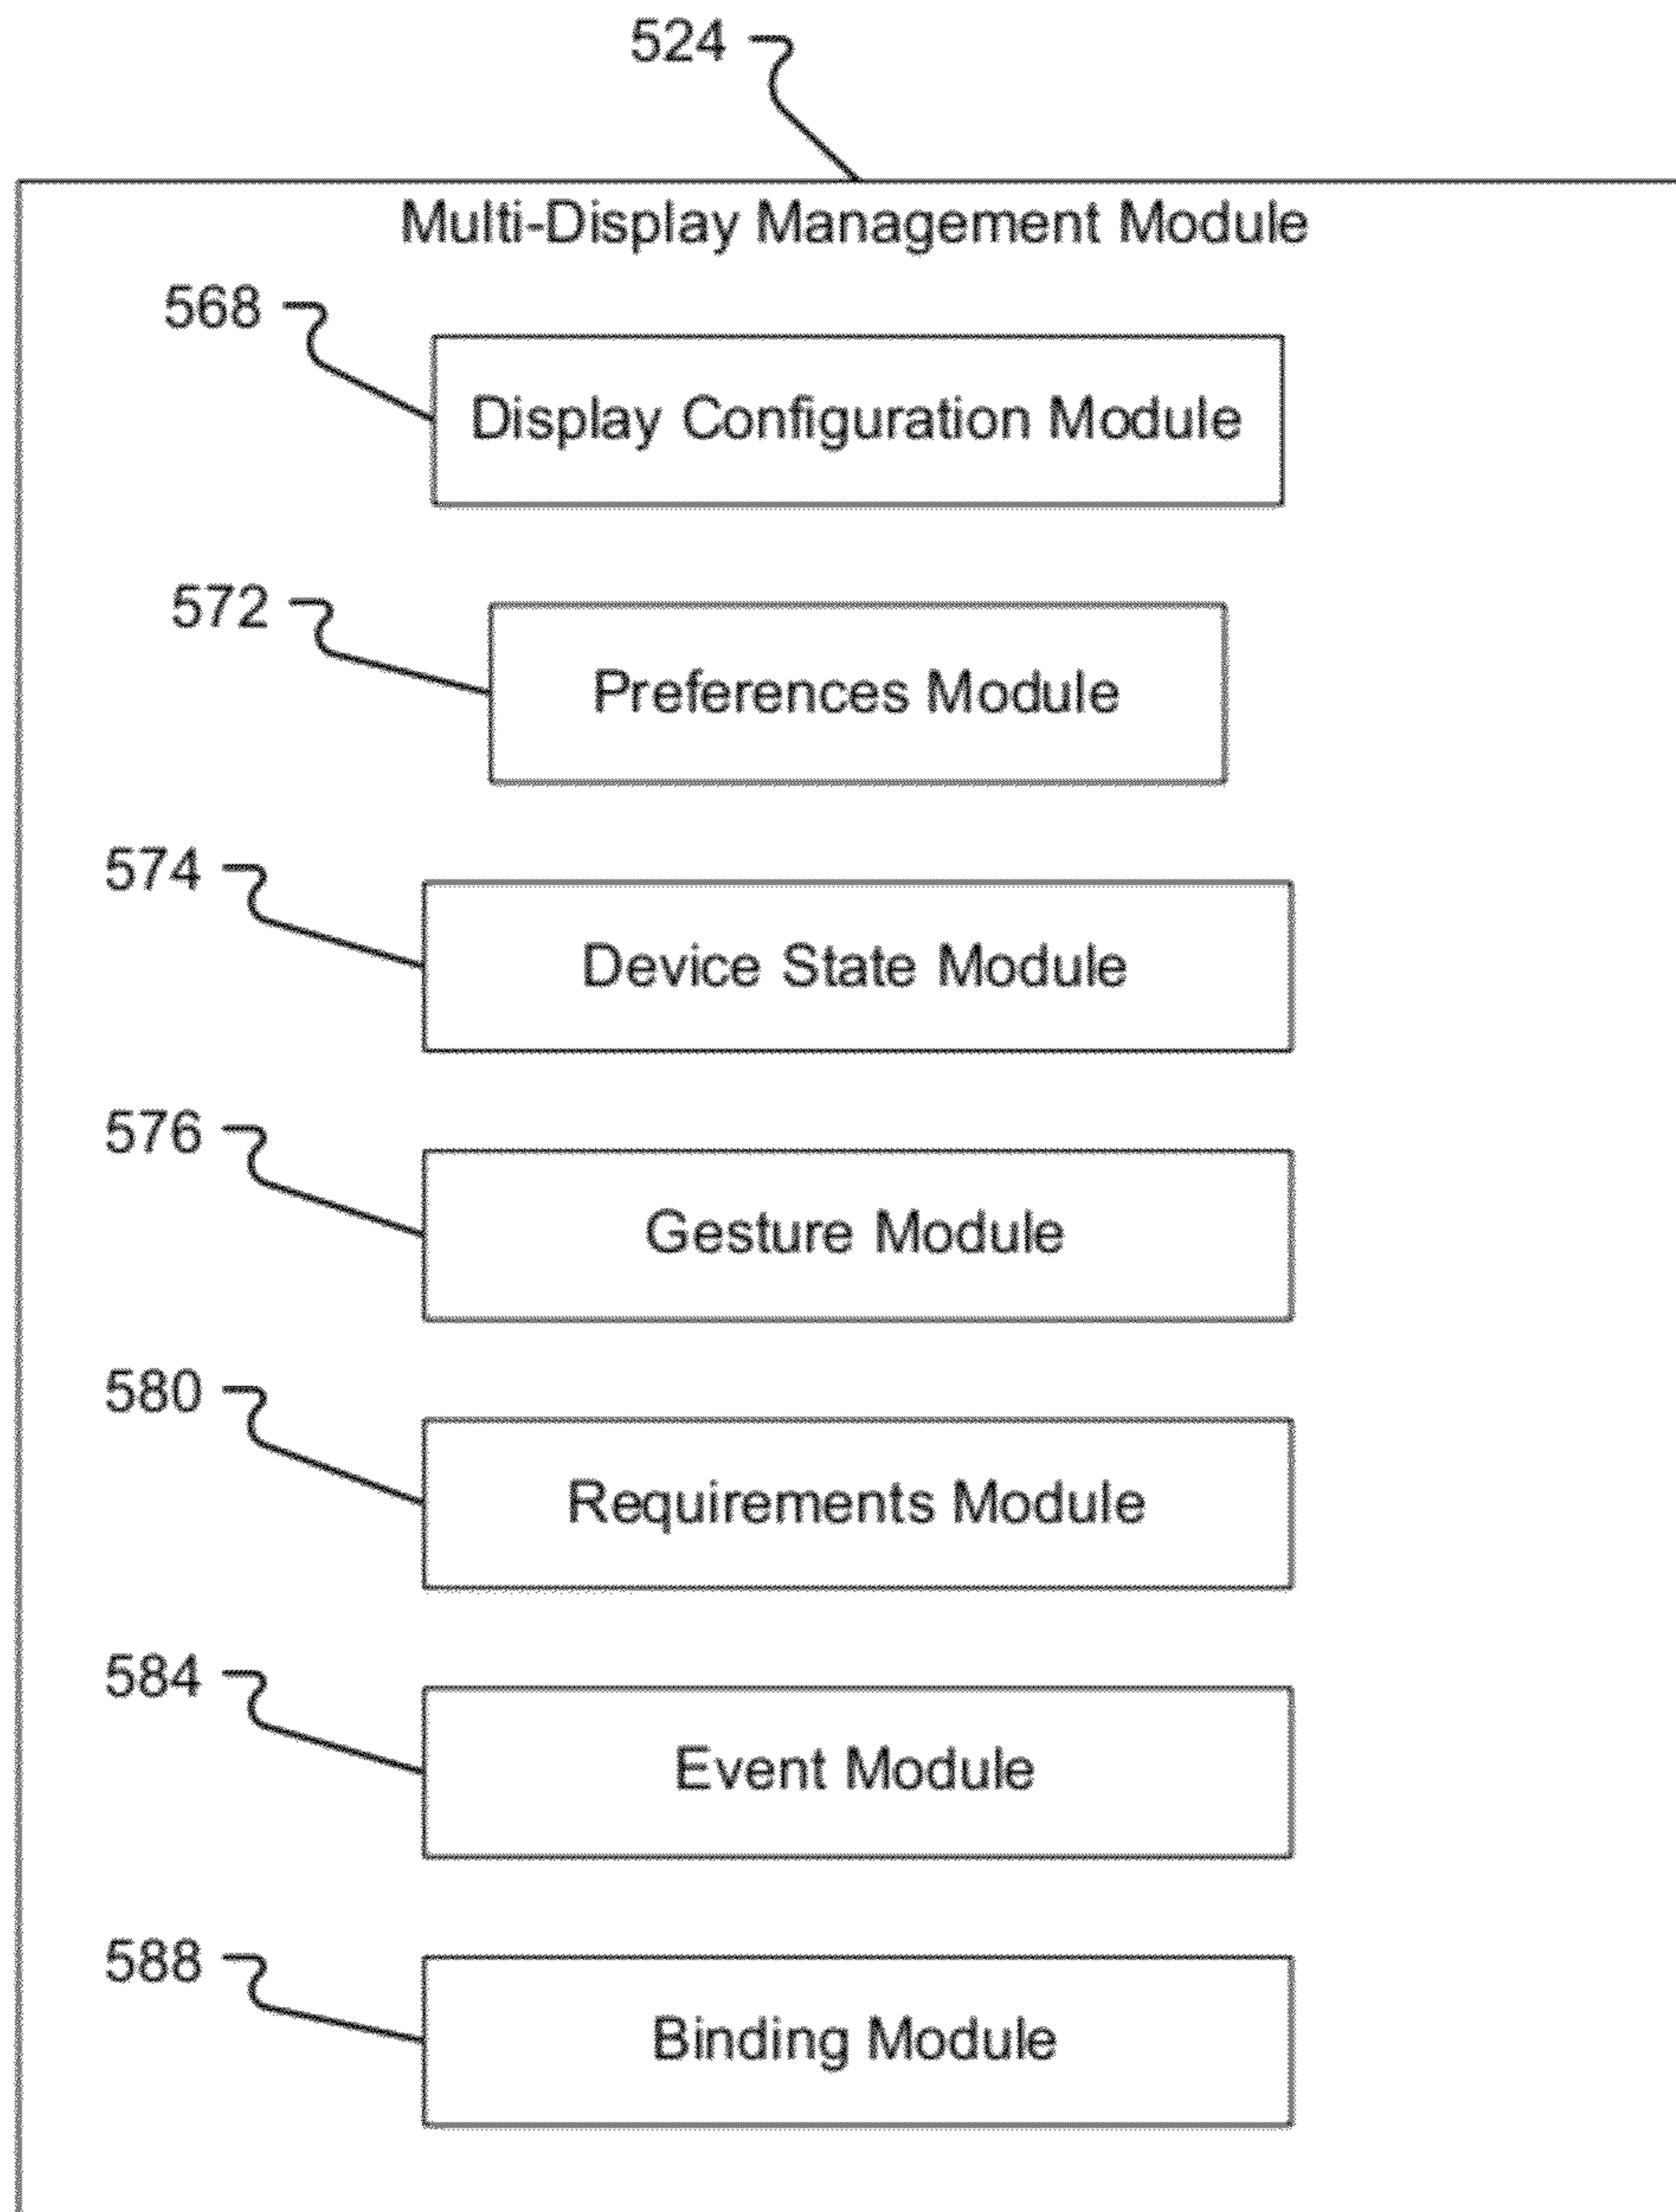 524
Multi-Display Management Module
568
Display Configuration Module
572
Preferences Module
574
Device State Module
576
Gesture Module
580
Requirements Module
584
Event Module
588
Binding Module